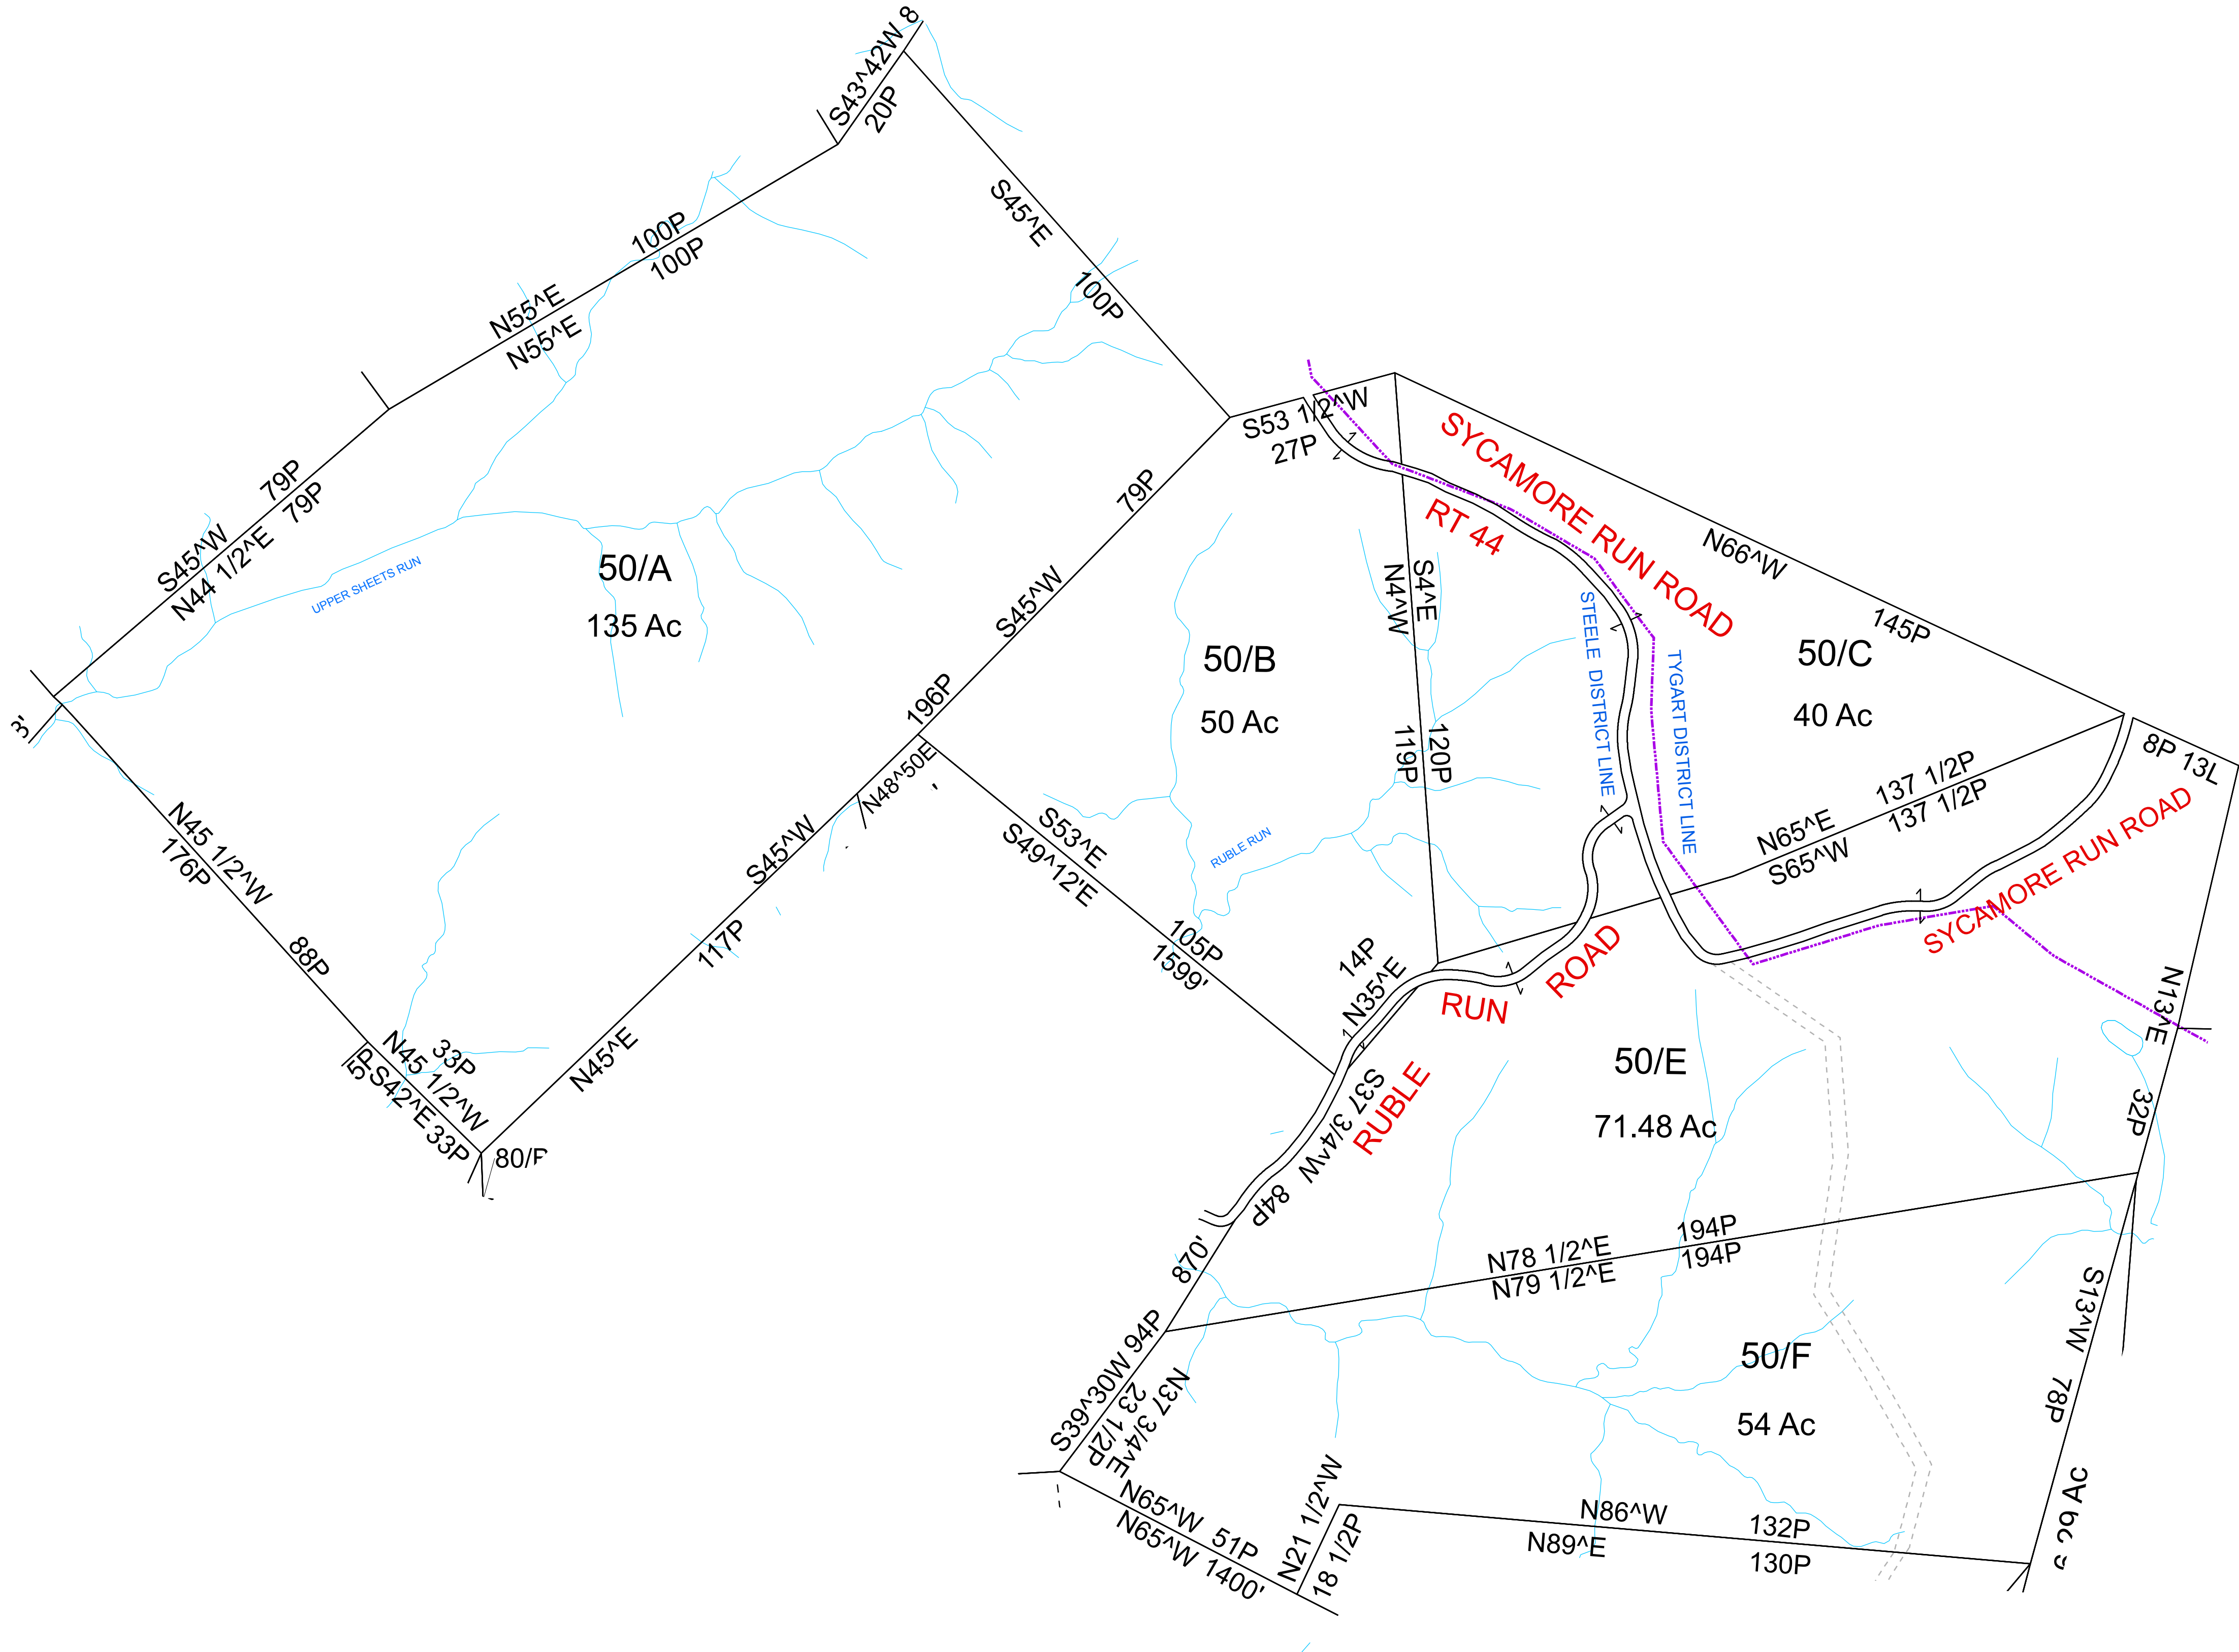 S43^42W 8
20P
S45^E
100P
100P
100P
N55^E
N55^E
79P
79P
S45^W
N44 1/2^E
UPPER SHEETS RUN
50/A
135 Ac
3'
N45 1/2^W
176P
88P
N45 1/2^W
33P
5P
S42^E
33P
80/
N45^E
117P
S45^W
N48^50E
196P
S45^W
79P
S53 1/2^W
27P
SYCAMORE RUN ROAD
RT 44
N66^W
145P
S4^E
N4^W
119P
120P
STEELE DISTRICT LINE
TYGART DISTRICT LINE
50/B
50 Ac
50/C
40 Ac
RUBLE RUN
S53^E
S49^12'E
105P
1599'
14P
N35^E
N65^E
S65^W
137 1/2P
137 1/2P
8P 13L
SYCAMORE RUN ROAD
RUBLE
RUN
ROAD
S37 3/4^W
84P
50/E
71.48 Ac
N13^E
32P
870'
N78 1/2^E
194P
N79 1/2^E
194P
S39^30W 94P
N37 3/4^E
23 1/2P
50/F
54 Ac
S13^W
78P
Ac
N65^W 51P
N65^W 1400'
N21 1/2^W
18 1/2P
N86^W
132P
N89^E
130P